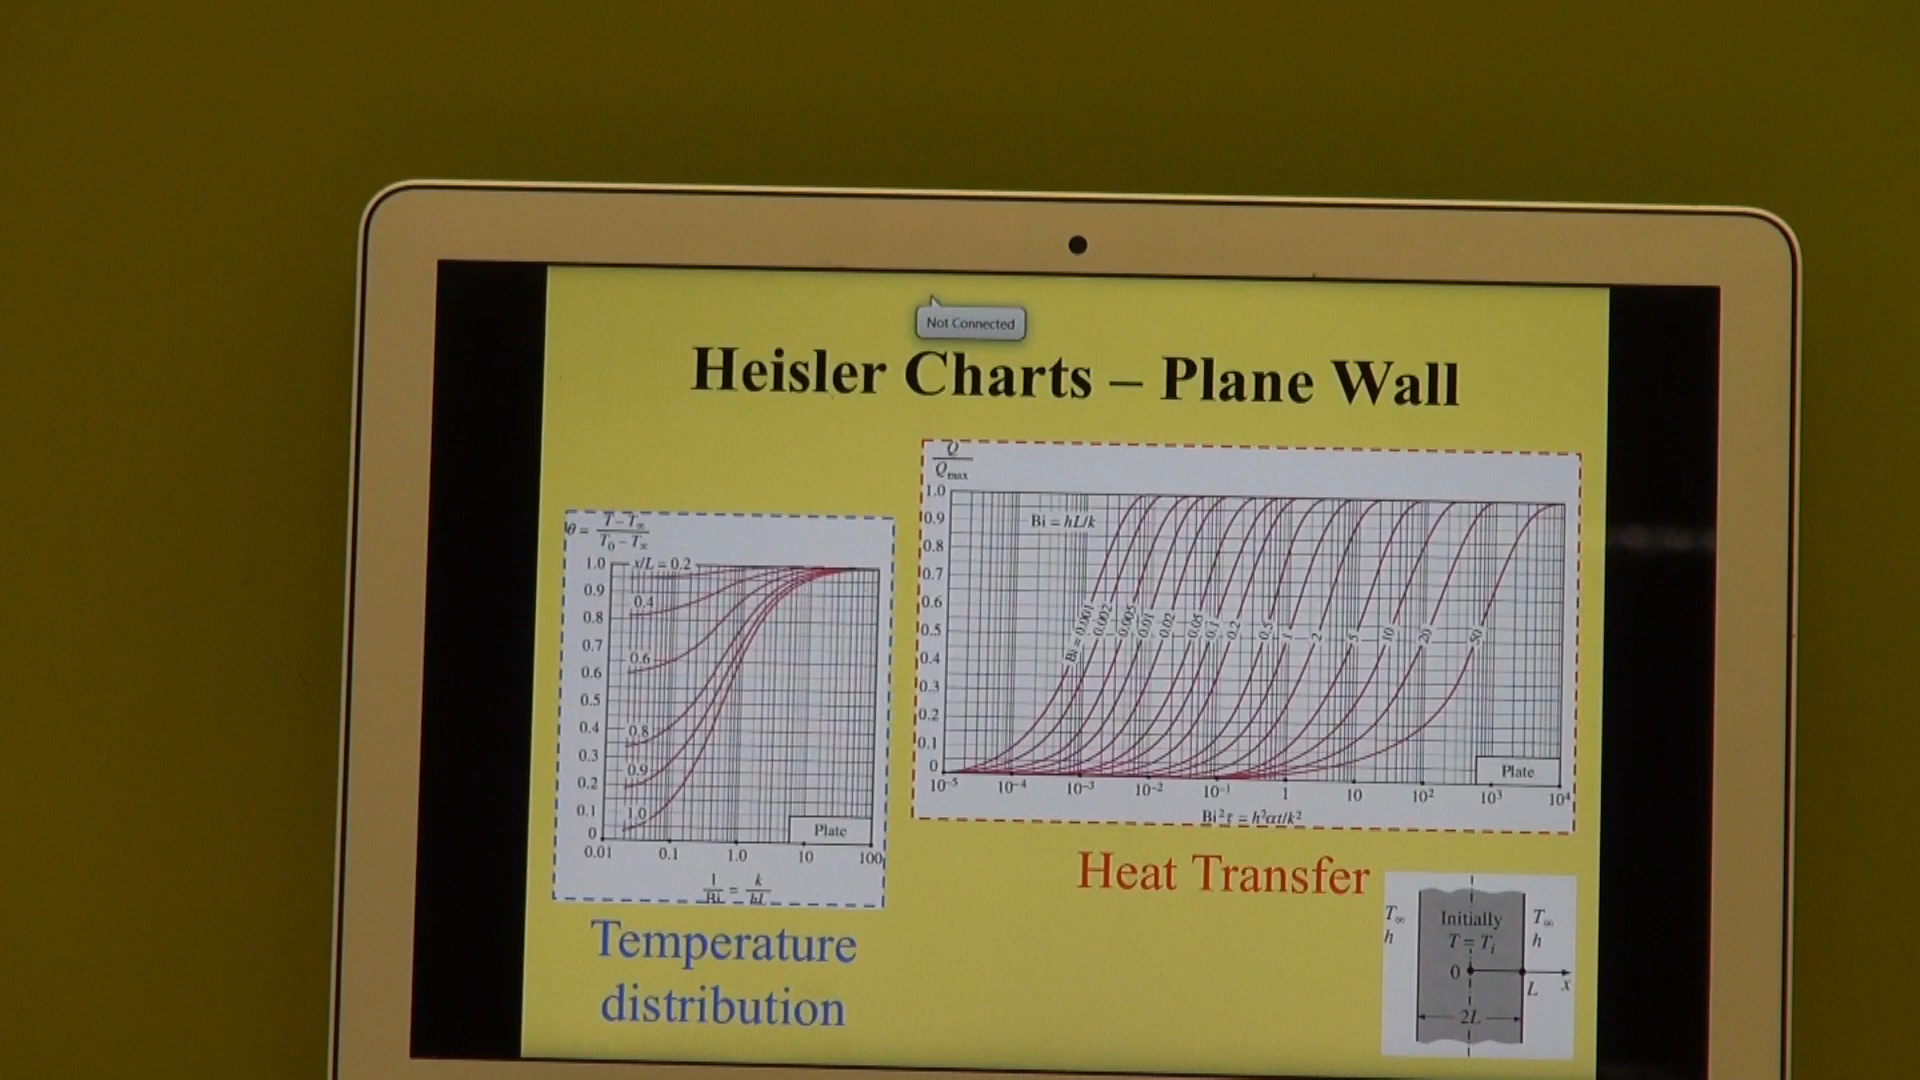 Not Connected
Heisler Charts – Plane Wall
θ = T – T∞ / T0 – T∞
x/L = 0.2
0.4
0.6
0.8
0.9
1.0
1.0
0.9
0.8
0.7
0.6
0.5
0.4
0.3
0.2
0.1
0
Plate
0.01 0.1 1.0 10 100
1/Bi = k/hL
Temperature
distribution
Q/Qmax
1.0
0.9
0.8
0.7
0.6
0.5
0.4
0.3
0.2
0.1
0
Bi = hL/k
Bi = 0.001 0.002 0.005 0.01 0.02 0.05 0.1 0.2 0.5 1 2 5 10 20 50
Plate
10⁻⁵ 10⁻⁴ 10⁻³ 10⁻² 10⁻¹ 1 10 10² 10³ 10⁴
Bi²τ = h²αt/k²
Heat Transfer
T∞
h
Initially
T = Ti
0
T∞
h
L x
2L